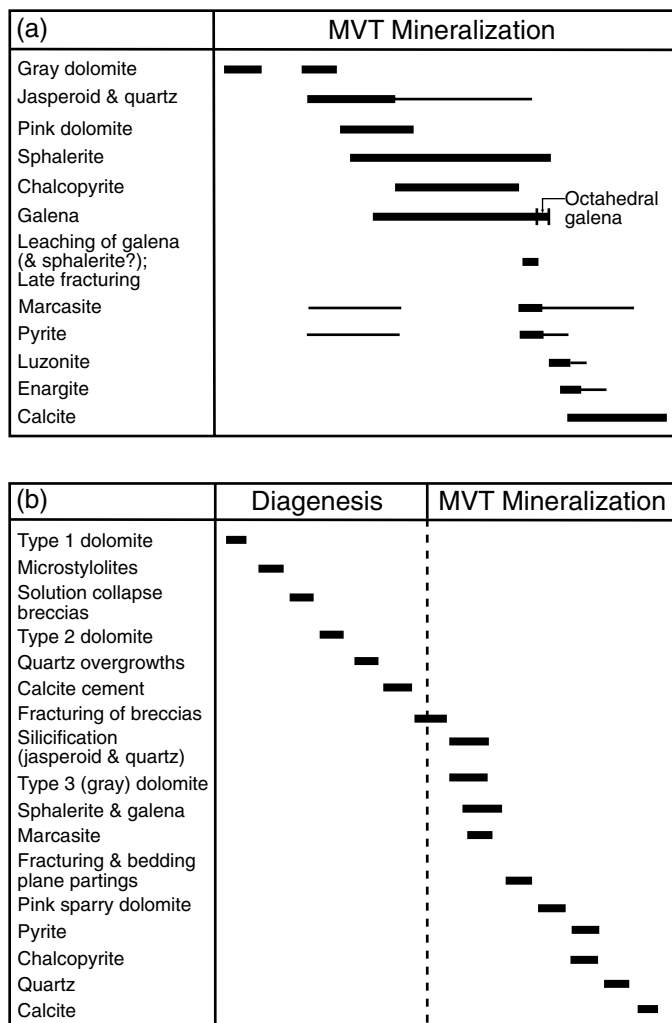 (a)
MVT Mineralization
Gray dolomite
Jasperoid & quartz
Pink dolomite
Sphalerite
Chalcopyrite
Galena
Octahedral
galena
Leaching of galena
(& sphalerite?);
Late fracturing
Marcasite
Pyrite
Luzonite
Enargite
Calcite
(b)
Diagenesis
MVT Mineralization
Type 1 dolomite
Microstylolites
Solution collapse
breccias
Type 2 dolomite
Quartz overgrowths
Calcite cement
Fracturing of breccias
Silicification
(jasperoid & quartz)
Type 3 (gray) dolomite
Sphalerite & galena
Marcasite
Fracturing & bedding
plane partings
Pink sparry dolomite
Pyrite
Chalcopyrite
Quartz
Calcite